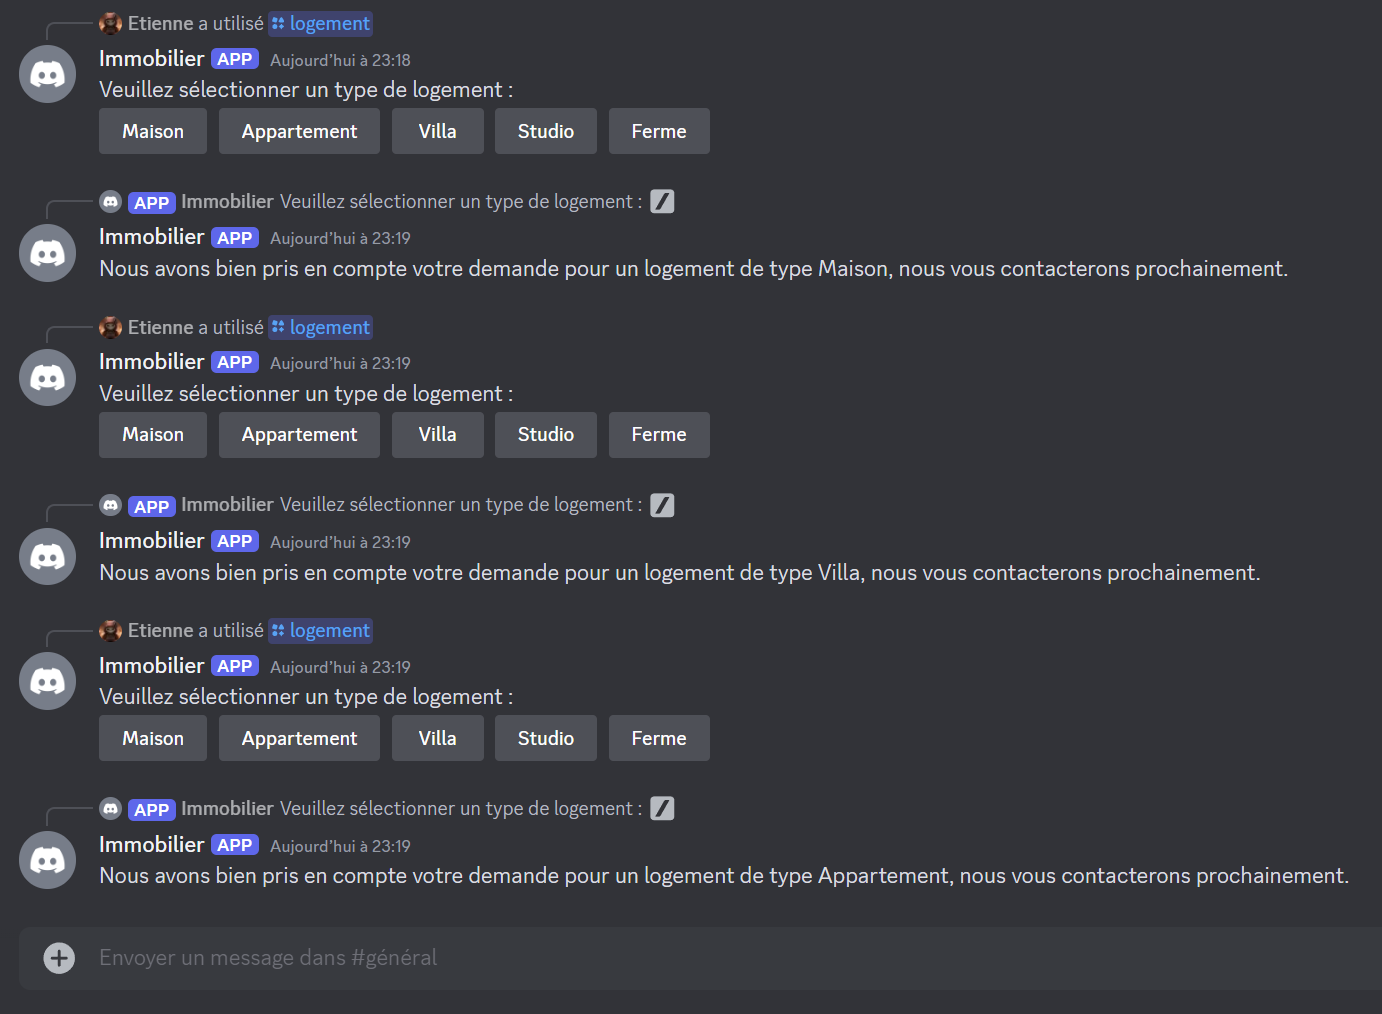 Etienne a utilisé logement
Immobilier APP Aujourd’hui à 23:18
Veuillez sélectionner un type de logement :
Maison Appartement Villa Studio Ferme
APP Immobilier Veuillez sélectionner un type de logement :
Immobilier APP Aujourd’hui à 23:19
Nous avons bien pris en compte votre demande pour un logement de type Maison, nous vous contacterons prochainement.
Etienne a utilisé logement
Immobilier APP Aujourd’hui à 23:19
Veuillez sélectionner un type de logement :
Maison Appartement Villa Studio Ferme
APP Immobilier Veuillez sélectionner un type de logement :
Immobilier APP Aujourd’hui à 23:19
Nous avons bien pris en compte votre demande pour un logement de type Villa, nous vous contacterons prochainement.
Etienne a utilisé logement
Immobilier APP Aujourd’hui à 23:19
Veuillez sélectionner un type de logement :
Maison Appartement Villa Studio Ferme
APP Immobilier Veuillez sélectionner un type de logement :
Immobilier APP Aujourd’hui à 23:19
Nous avons bien pris en compte votre demande pour un logement de type Appartement, nous vous contacterons prochainement.
Envoyer un message dans #général